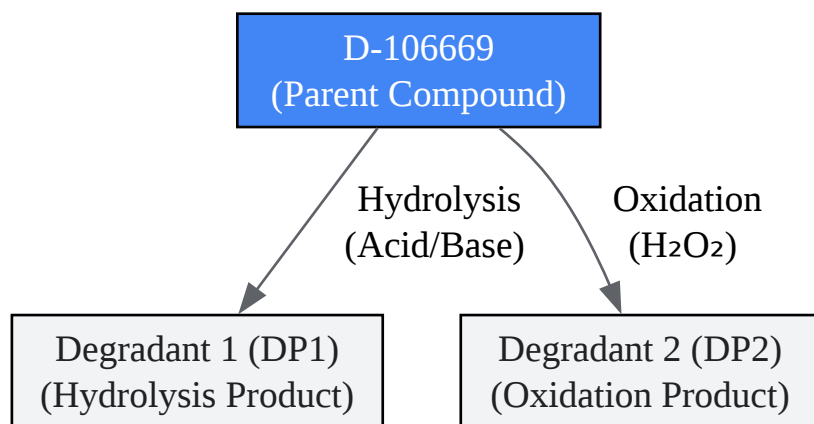 D-106669
(Parent Compound)
Hydrolysis
(Acid/Base)
Oxidation
(H₂O₂)
Degradant 1 (DP1)
(Hydrolysis Product)
Degradant 2 (DP2)
(Oxidation Product)